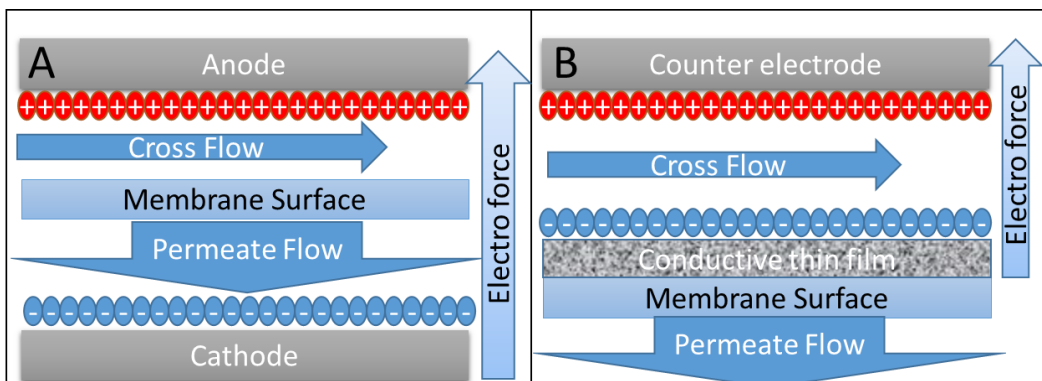 A
Anode
+++++++++++++++++++++++
Cross Flow
Membrane Surface
Permeate Flow
-----------------------
Cathode
Electro force
B
Counter electrode
+++++++++++++++++++++++
Cross Flow
-----------------------
Conductive thin film
Membrane Surface
Permeate Flow
Electro force